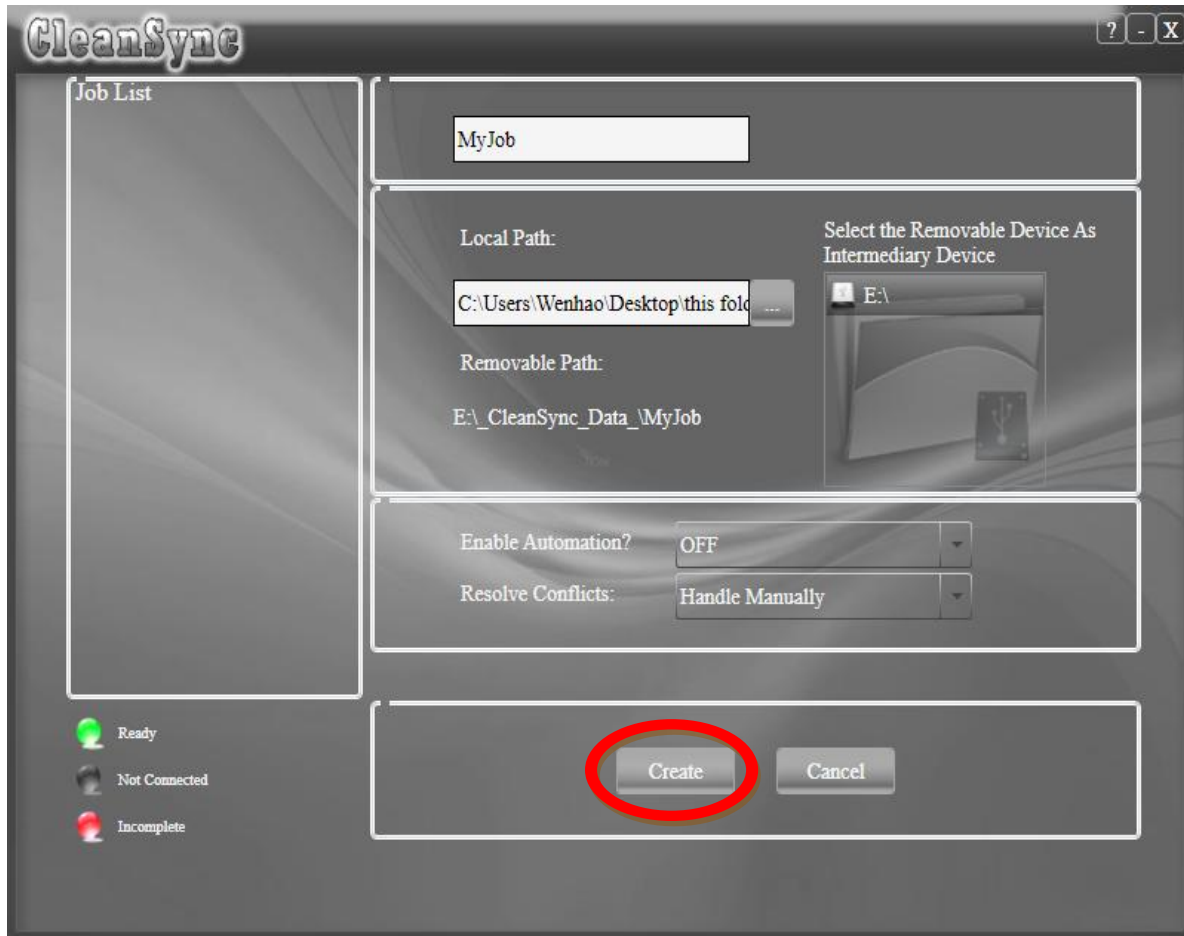 CleanSync
? - X
Job List
MyJob
Local Path:
Select the Removable Device As
Intermediary Device
C:\Users\Wenhao\Desktop\this fold
...
E:\
Removable Path:
E:\_CleanSync_Data_\MyJob
Enable Automation?
OFF
Resolve Conflicts:
Handle Manually
Ready
Not Connected
Incomplete
Create
Cancel